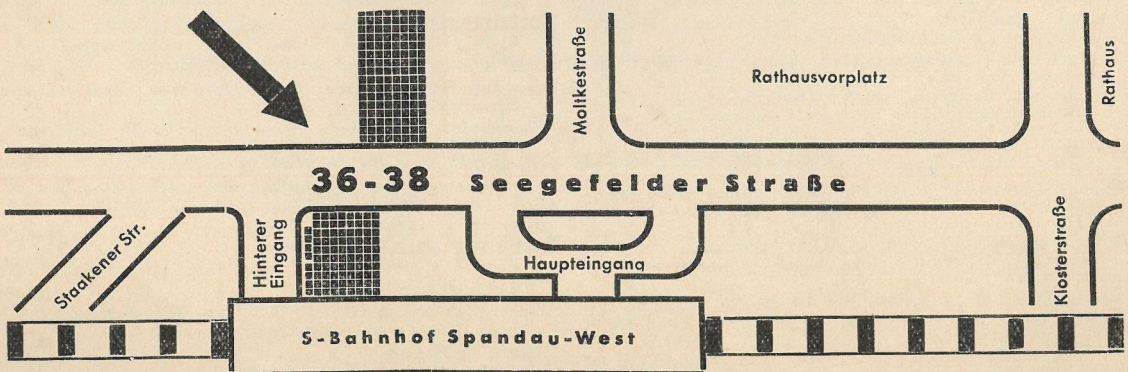 Moltkestraße
Rathausvorplatz
Rathaus
36-38 Seegefelder Straße
Staakener Str.
Hinterer
Eingang
Haupteingang
Klosterstraße
S-Bahnhof Spandau-West